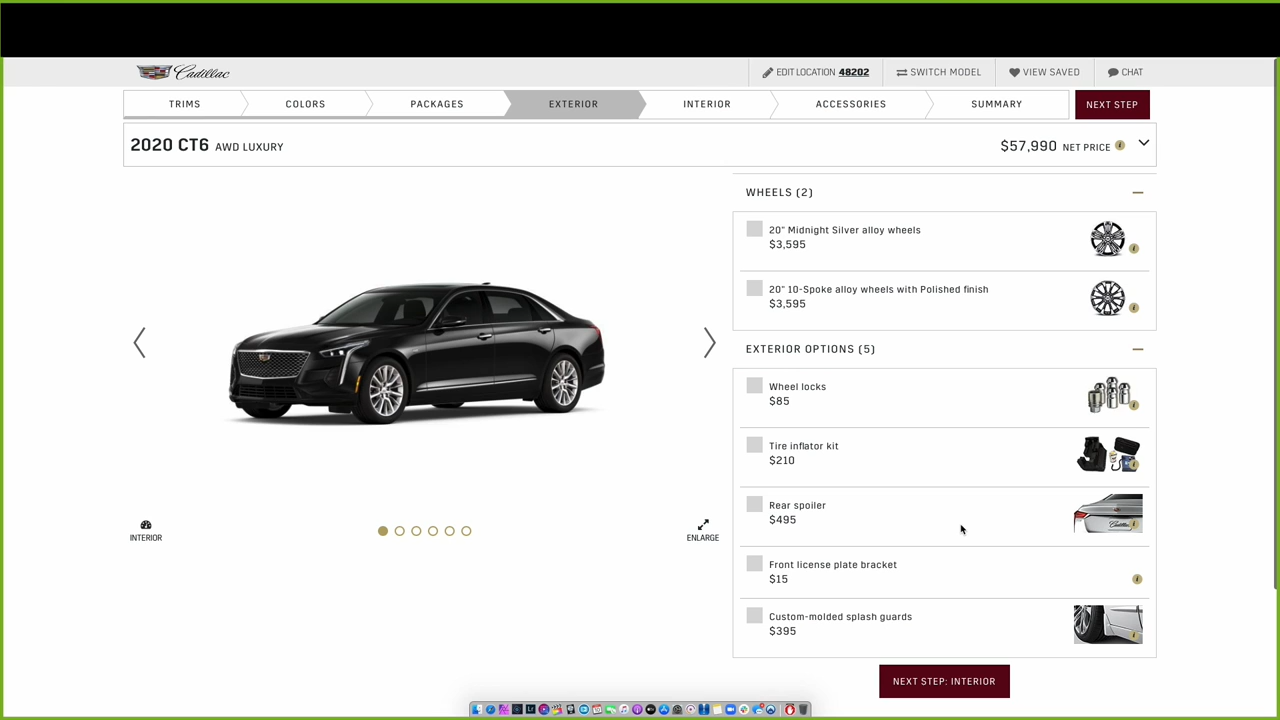 Cadillac
EDIT LOCATION 48202
SWITCH MODEL
VIEW SAVED
CHAT
TRIMS
COLORS
PACKAGES
EXTERIOR
INTERIOR
ACCESSORIES
SUMMARY
NEXT STEP
2020 CT6 AWD LUXURY
$57,990 NET PRICE i
WHEELS (2)
20" Midnight Silver alloy wheels
$3,595
20" 10-Spoke alloy wheels with Polished finish
$3,595
EXTERIOR OPTIONS (5)
Wheel locks
$85
Tire inflator kit
$210
Rear spoiler
$495
Cadillac
Front license plate bracket
$15
Custom-molded splash guards
$395
INTERIOR
ENLARGE
NEXT STEP: INTERIOR